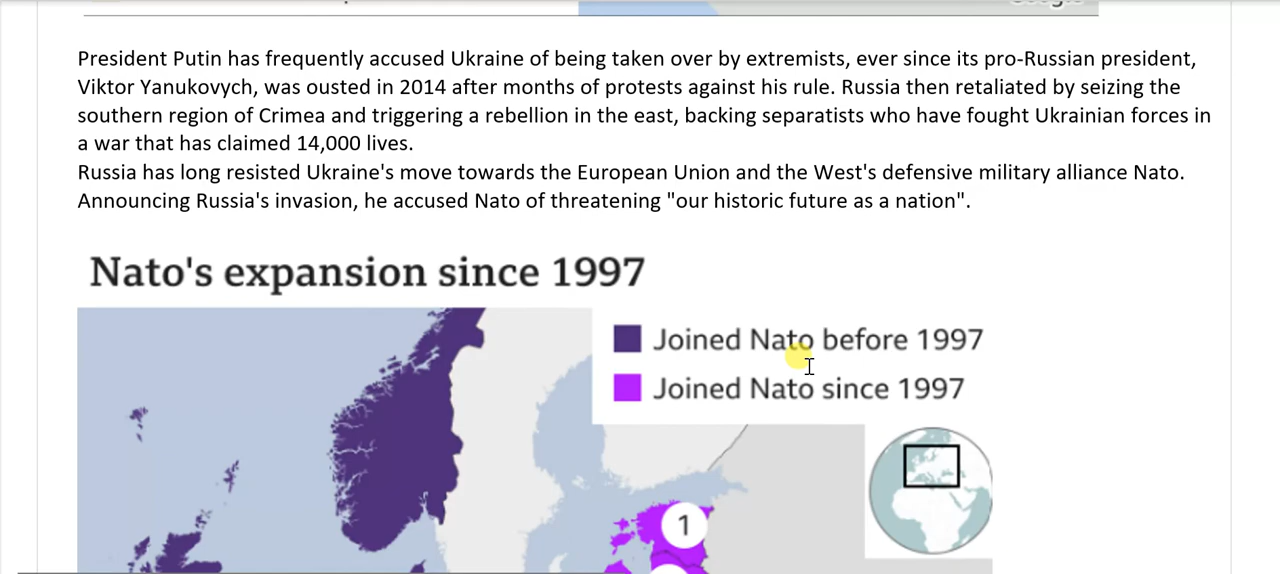 President Putin has frequently accused Ukraine of being taken over by extremists, ever since its pro-Russian president,
Viktor Yanukovych, was ousted in 2014 after months of protests against his rule. Russia then retaliated by seizing the
southern region of Crimea and triggering a rebellion in the east, backing separatists who have fought Ukrainian forces in
a war that has claimed 14,000 lives.
Russia has long resisted Ukraine's move towards the European Union and the West's defensive military alliance Nato.
Announcing Russia's invasion, he accused Nato of threatening "our historic future as a nation".
Nato's expansion since 1997
Joined Nato before 1997
Joined Nato since 1997
1